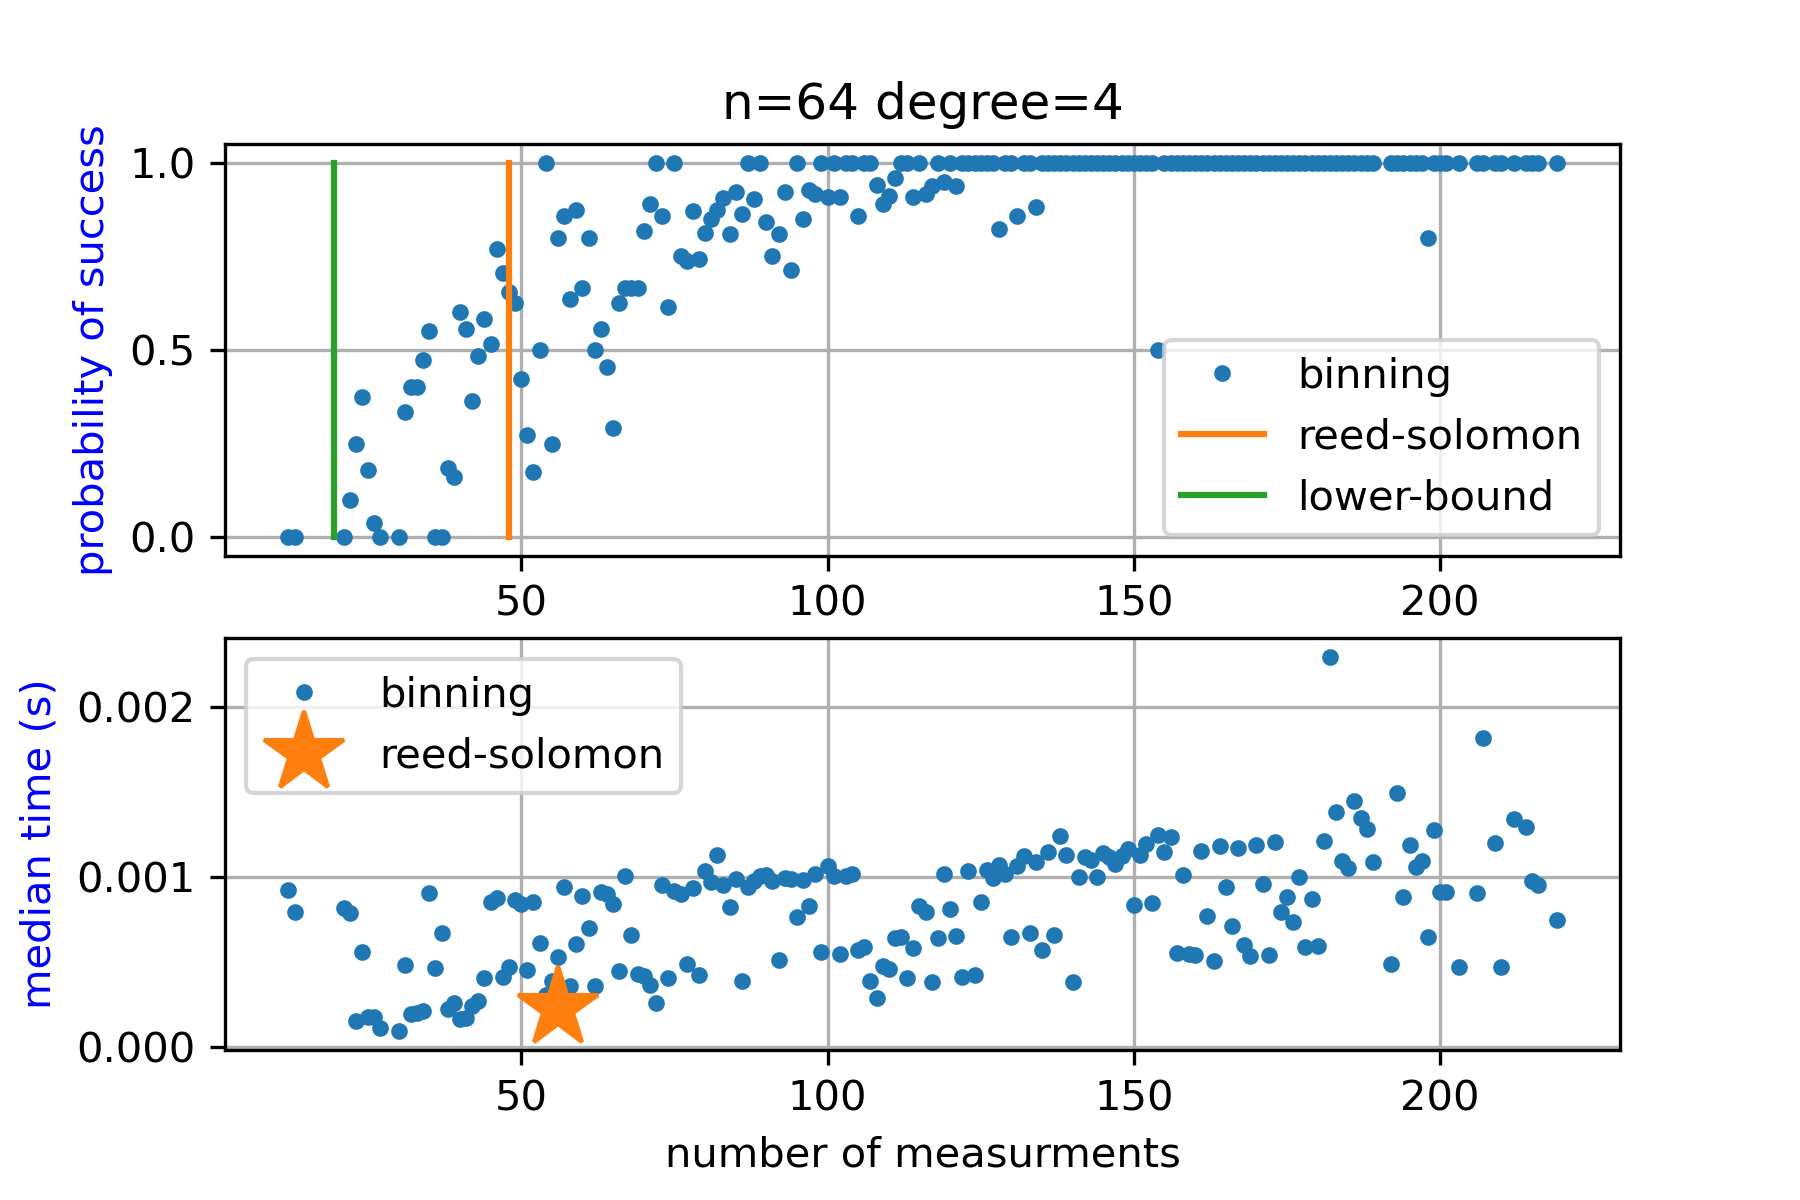 n=64 degree=4
probability of success
1.0
0.5
0.0
binning
reed-solomon
lower-bound
50 100 150 200
median time (s)
0.002
0.001
0.000
binning
reed-solomon
50 100 150 200
number of measurments